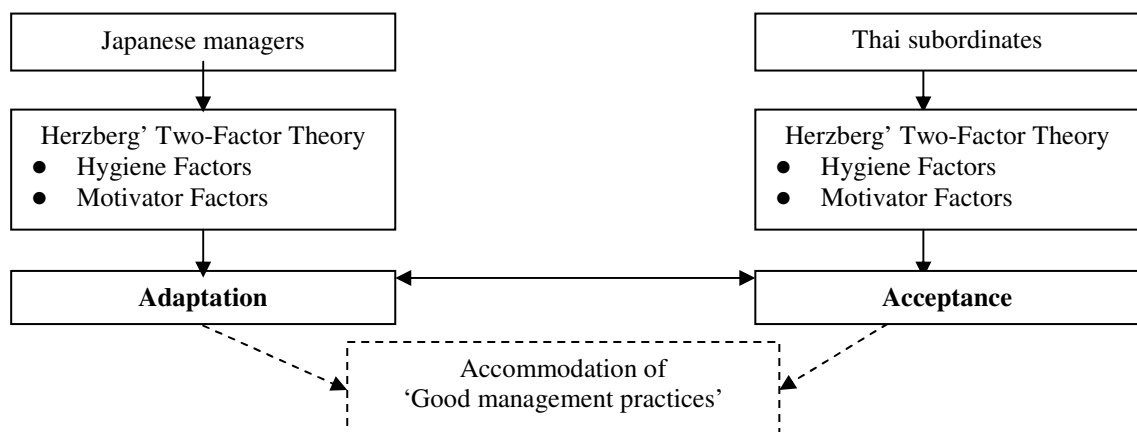 Japanese managers
Thai subordinates
Herzberg’ Two-Factor Theory
● Hygiene Factors
● Motivator Factors
Herzberg’ Two-Factor Theory
● Hygiene Factors
● Motivator Factors
Adaptation
Acceptance
Accommodation of
‘Good management practices’